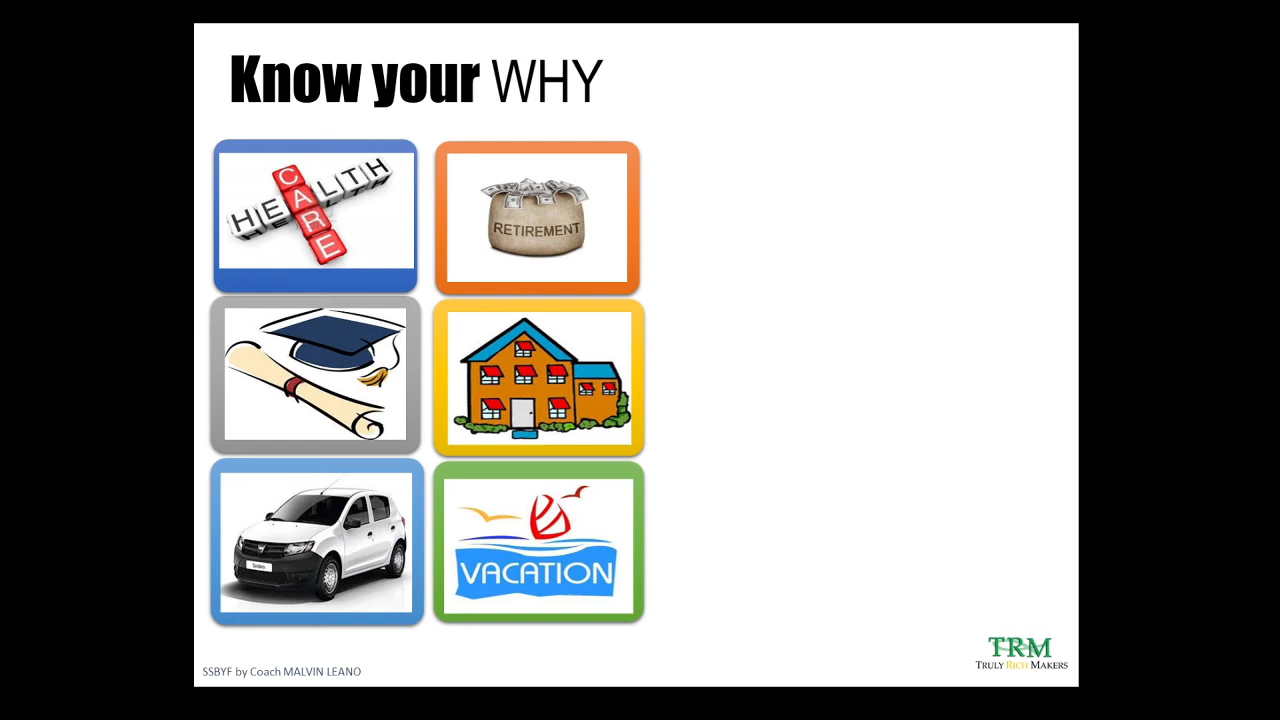 Know your WHY
HEALTH
CARE
RETIREMENT
VACATION
SSBYF by Coach MALVIN LEANO
TRM
TRULY RICH MAKERS